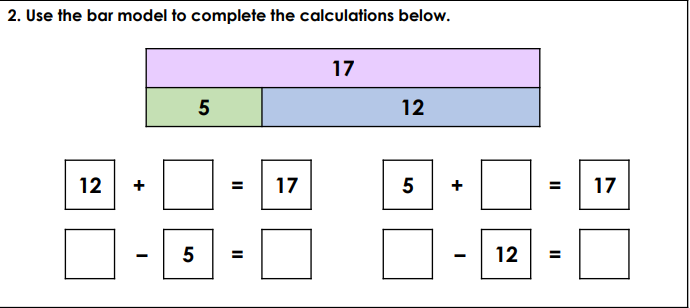 2. Use the bar model to complete the calculations below.
17
5 12
12 + = 17 5 + = 17
− 5 = − 12 =